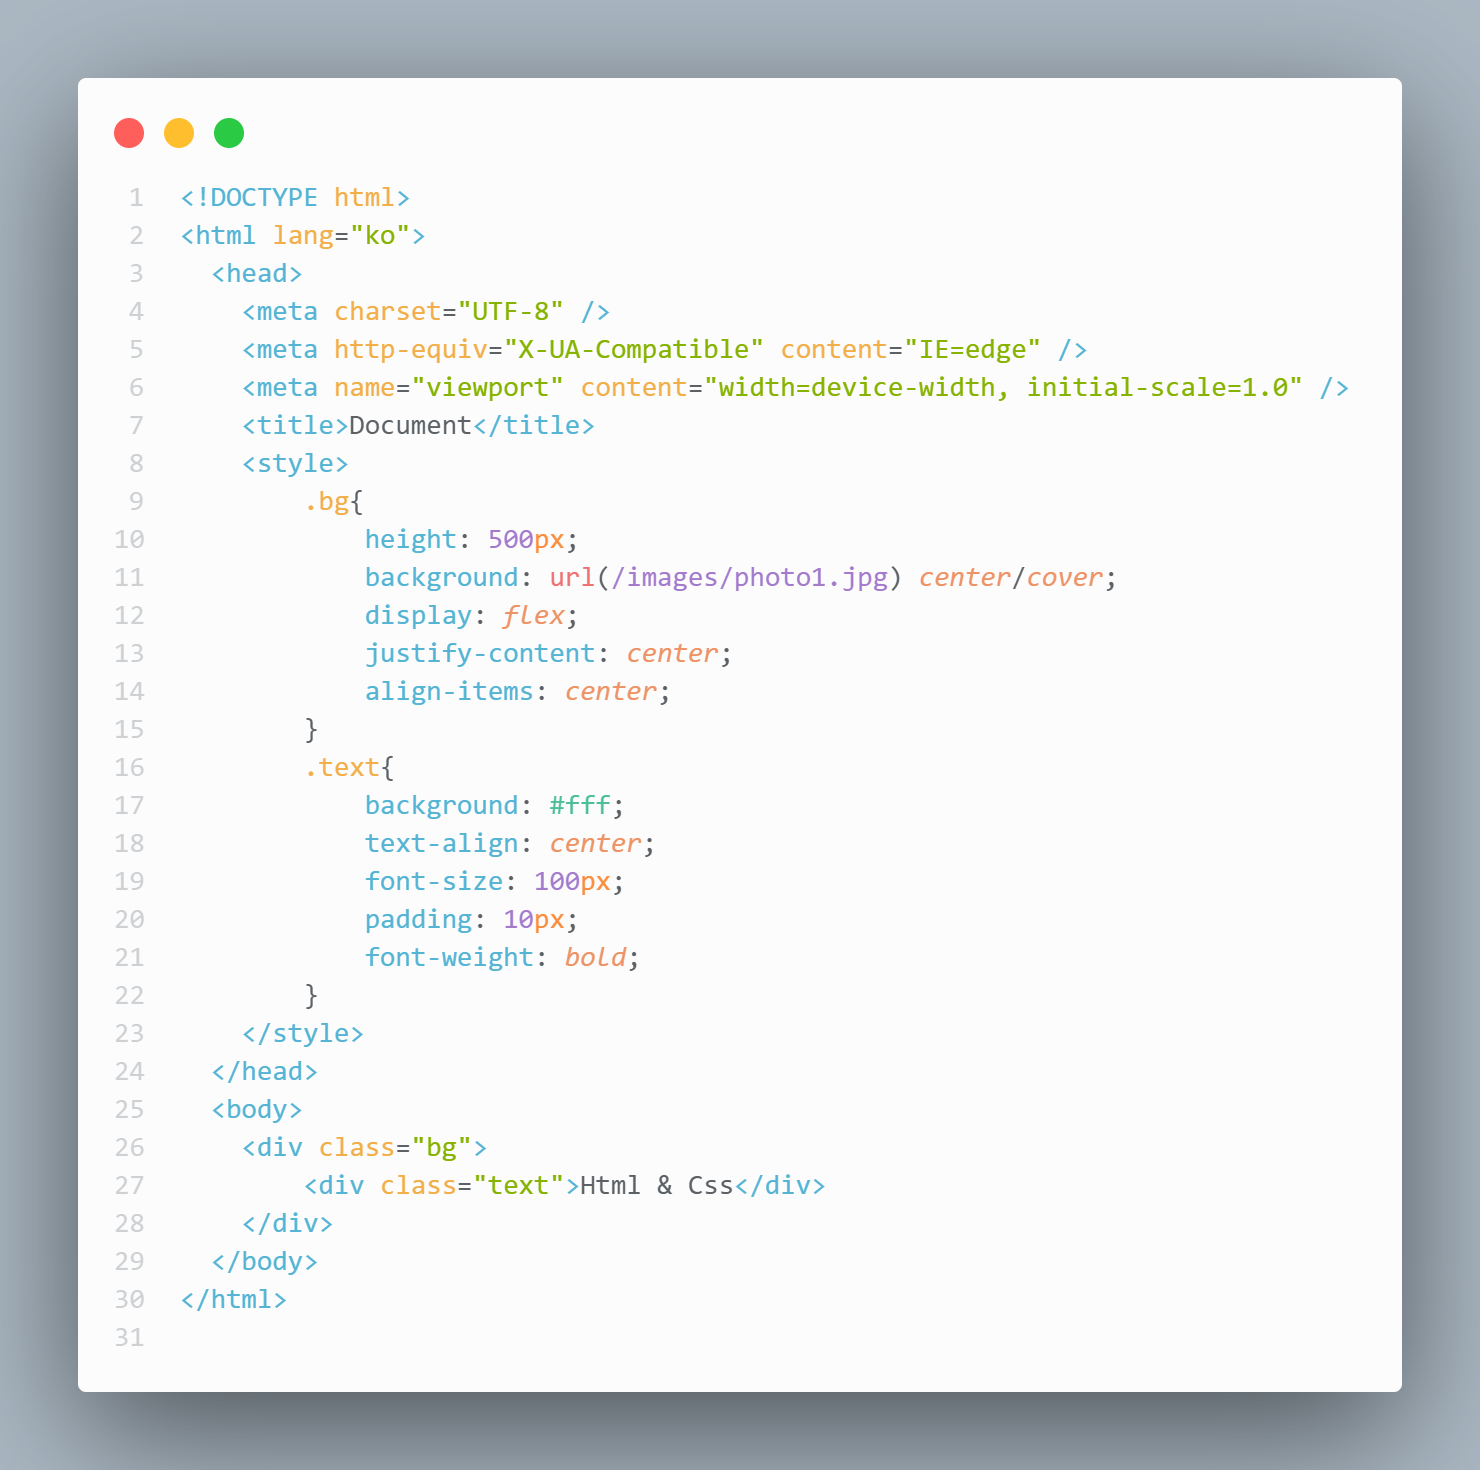 1 <!DOCTYPE html>
2 <html lang="ko">
3   <head>
4     <meta charset="UTF-8" />
5     <meta http-equiv="X-UA-Compatible" content="IE=edge" />
6     <meta name="viewport" content="width=device-width, initial-scale=1.0" />
7     <title>Document</title>
8     <style>
9         .bg{
10             height: 500px;
11             background: url(/images/photo1.jpg) center/cover;
12             display: flex;
13             justify-content: center;
14             align-items: center;
15         }
16         .text{
17             background: #fff;
18             text-align: center;
19             font-size: 100px;
20             padding: 10px;
21             font-weight: bold;
22         }
23     </style>
24   </head>
25   <body>
26     <div class="bg">
27         <div class="text">Html & Css</div>
28     </div>
29   </body>
30 </html>
31